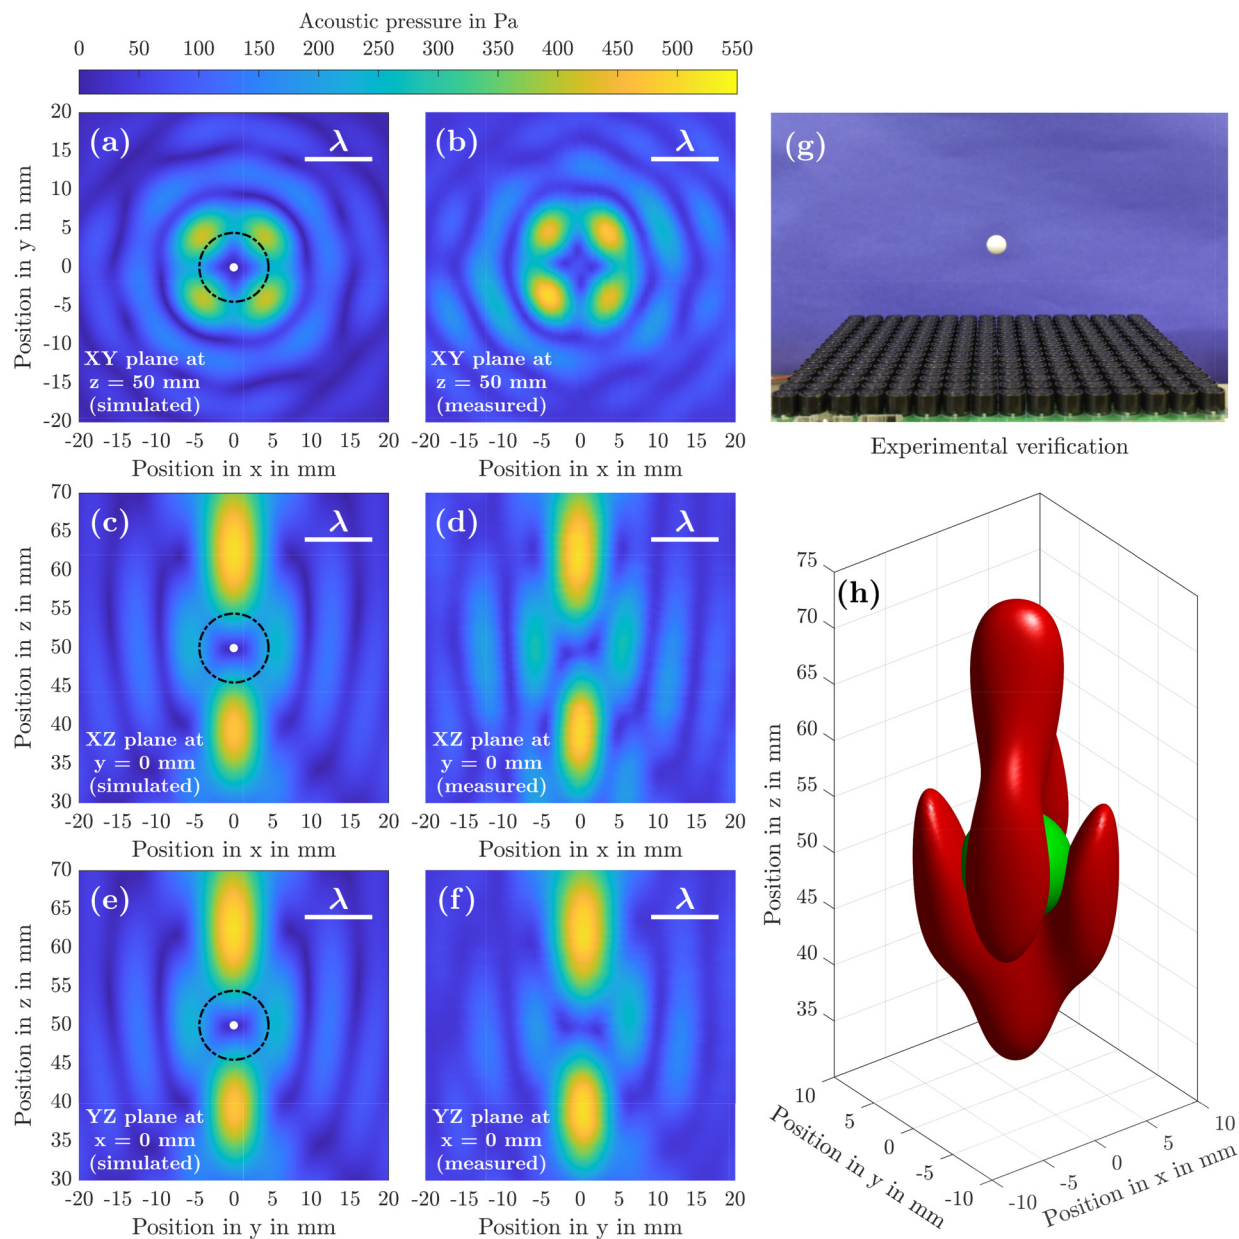 Acoustic pressure in Pa
0 50 130 150 130 250 300 350 400 450 500 550
(a)
λ
20
15
10
5
0
-5
-10
-15
-20
Position in y in mm
XY plane at
z = 50 mm
(simulated)
-20 -15 -10 -5 0 5 10 15 20
Position in x in mm
(b)
λ
XY plane at
z = 50 mm
(measured)
-20 -15 -10 -5 0 5 10 15 20
Position in x in mm
(g)
Experimental verification
(c)
λ
70
65
60
55
50
45
40
35
30
Position in z in mm
XZ plane at
y = 0 mm
(simulated)
-20 -15 -10 -5 0 5 10 15 20
Position in x in mm
(d)
λ
XZ plane at
y = 0 mm
(measured)
-20 -15 -10 -5 0 5 10 15 20
Position in x in mm
(e)
λ
70
65
60
55
50
45
40
35
30
Position in z in mm
YZ plane at
x = 0 mm
(simulated)
-20 -15 -10 -5 0 5 10 15 20
Position in y in mm
(f)
λ
YZ plane at
x = 0 mm
(measured)
-20 -15 -10 -5 0 5 10 15 20
Position in y in mm
(h)
75
70
65
60
55
50
45
40
35
Position in z in mm
10 5 0 -5 -10
Position in y in mm
-10 -5 0 5 10
Position in x in mm